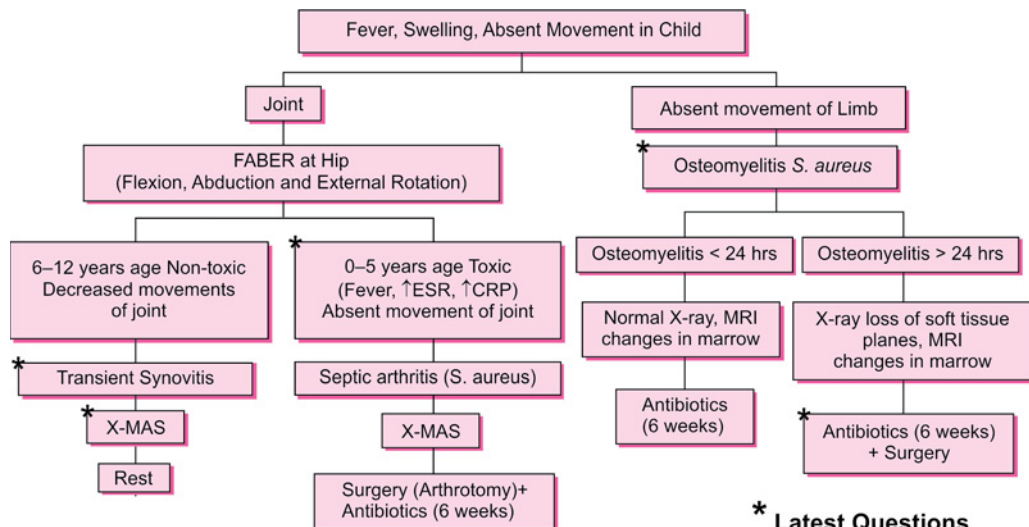 Fever, Swelling, Absent Movement in Child
Joint
Absent movement of Limb
FABER at Hip
(Flexion, Abduction and External Rotation)
* Osteomyelitis S. aureus
6–12 years age Non-toxic
Decreased movements
of joint
* 0–5 years age Toxic
(Fever, ↑ESR, ↑CRP)
Absent movement of joint
Osteomyelitis < 24 hrs
Osteomyelitis > 24 hrs
Normal X-ray, MRI
changes in marrow
X-ray loss of soft tissue
planes, MRI
changes in marrow
* Transient Synovitis
Septic arthritis (S. aureus)
* X-MAS
X-MAS
Antibiotics
(6 weeks)
* Antibiotics (6 weeks)
+ Surgery
Rest
Surgery (Arthrotomy)+
Antibiotics (6 weeks)
* Latest Questions